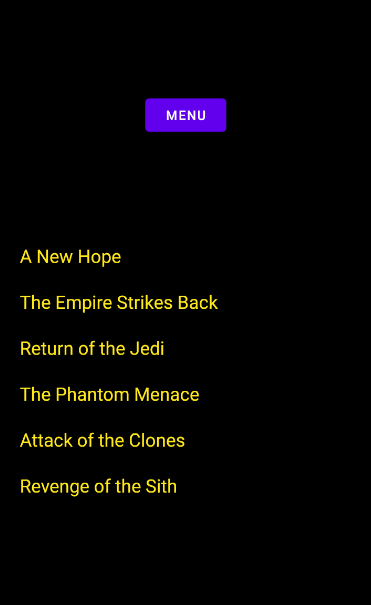 MENU
A New Hope
The Empire Strikes Back
Return of the Jedi
The Phantom Menace
Attack of the Clones
Revenge of the Sith